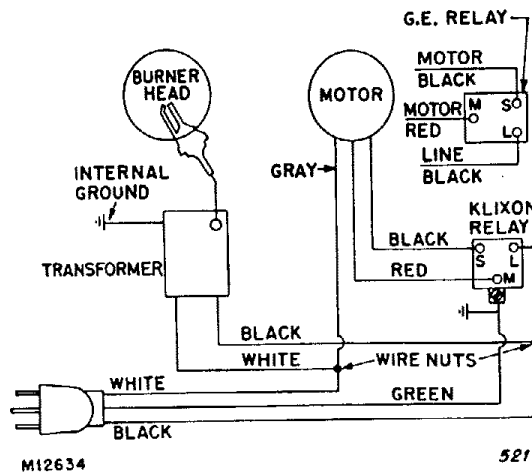 G.E. RELAY
MOTOR
BLACK
BURNER
HEAD
MOTOR
M S
MOTOR
RED
L
LINE
BLACK
GRAY
INTERNAL
GROUND
KLIXON
RELAY
BLACK
S L
TRANSFORMER
RED
M
BLACK
WHITE
WIRE NUTS
WHITE
GREEN
BLACK
M12634
521